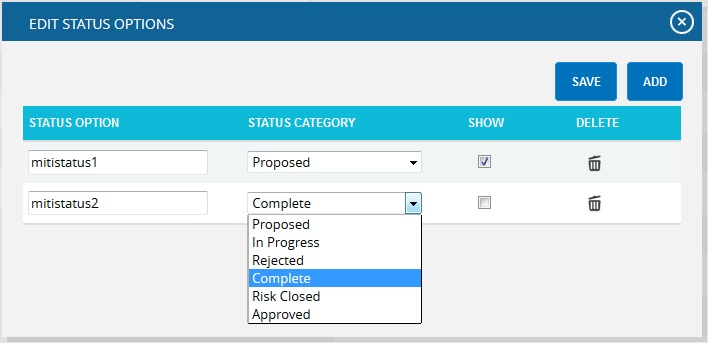 EDIT STATUS OPTIONS
SAVE ADD
STATUS OPTION STATUS CATEGORY SHOW DELETE
mitistatus1 Proposed
mitistatus2 Complete
Proposed
In Progress
Rejected
Complete
Risk Closed
Approved